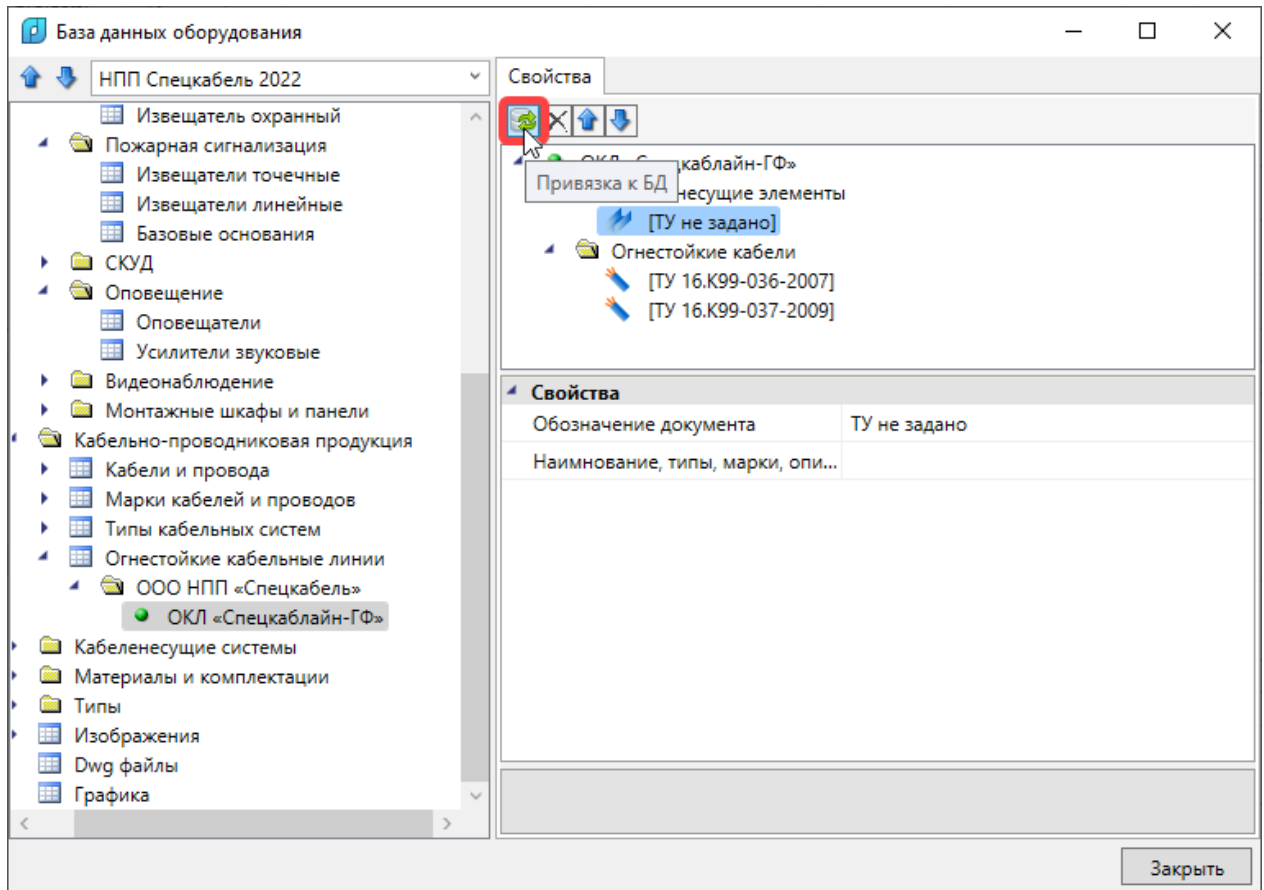 База данных оборудования
НПП Спецкабель 2022
Извещатель охранный
Пожарная сигнализация
Извещатели точечные
Извещатели линейные
Базовые основания
СКУД
Оповещение
Оповещатели
Усилители звуковые
Видеонаблюдение
Монтажные шкафы и панели
Кабельно-проводниковая продукция
Кабели и провода
Марки кабелей и проводов
Типы кабельных систем
Огнестойкие кабельные линии
ООО НПП «Спецкабель»
ОКЛ «Спецкаблайн-ГФ»
Кабеленесущие системы
Материалы и комплектации
Типы
Изображения
Dwg файлы
Графика
Свойства
ОКЛ «Спецкаблайн-ГФ»
Привязка к БД
несущие элементы
[ТУ не задано]
Огнестойкие кабели
[ТУ 16.К99-036-2007]
[ТУ 16.К99-037-2009]
Свойства
Обозначение документа ТУ не задано
Наимнование, типы, марки, опи...
Закрыть